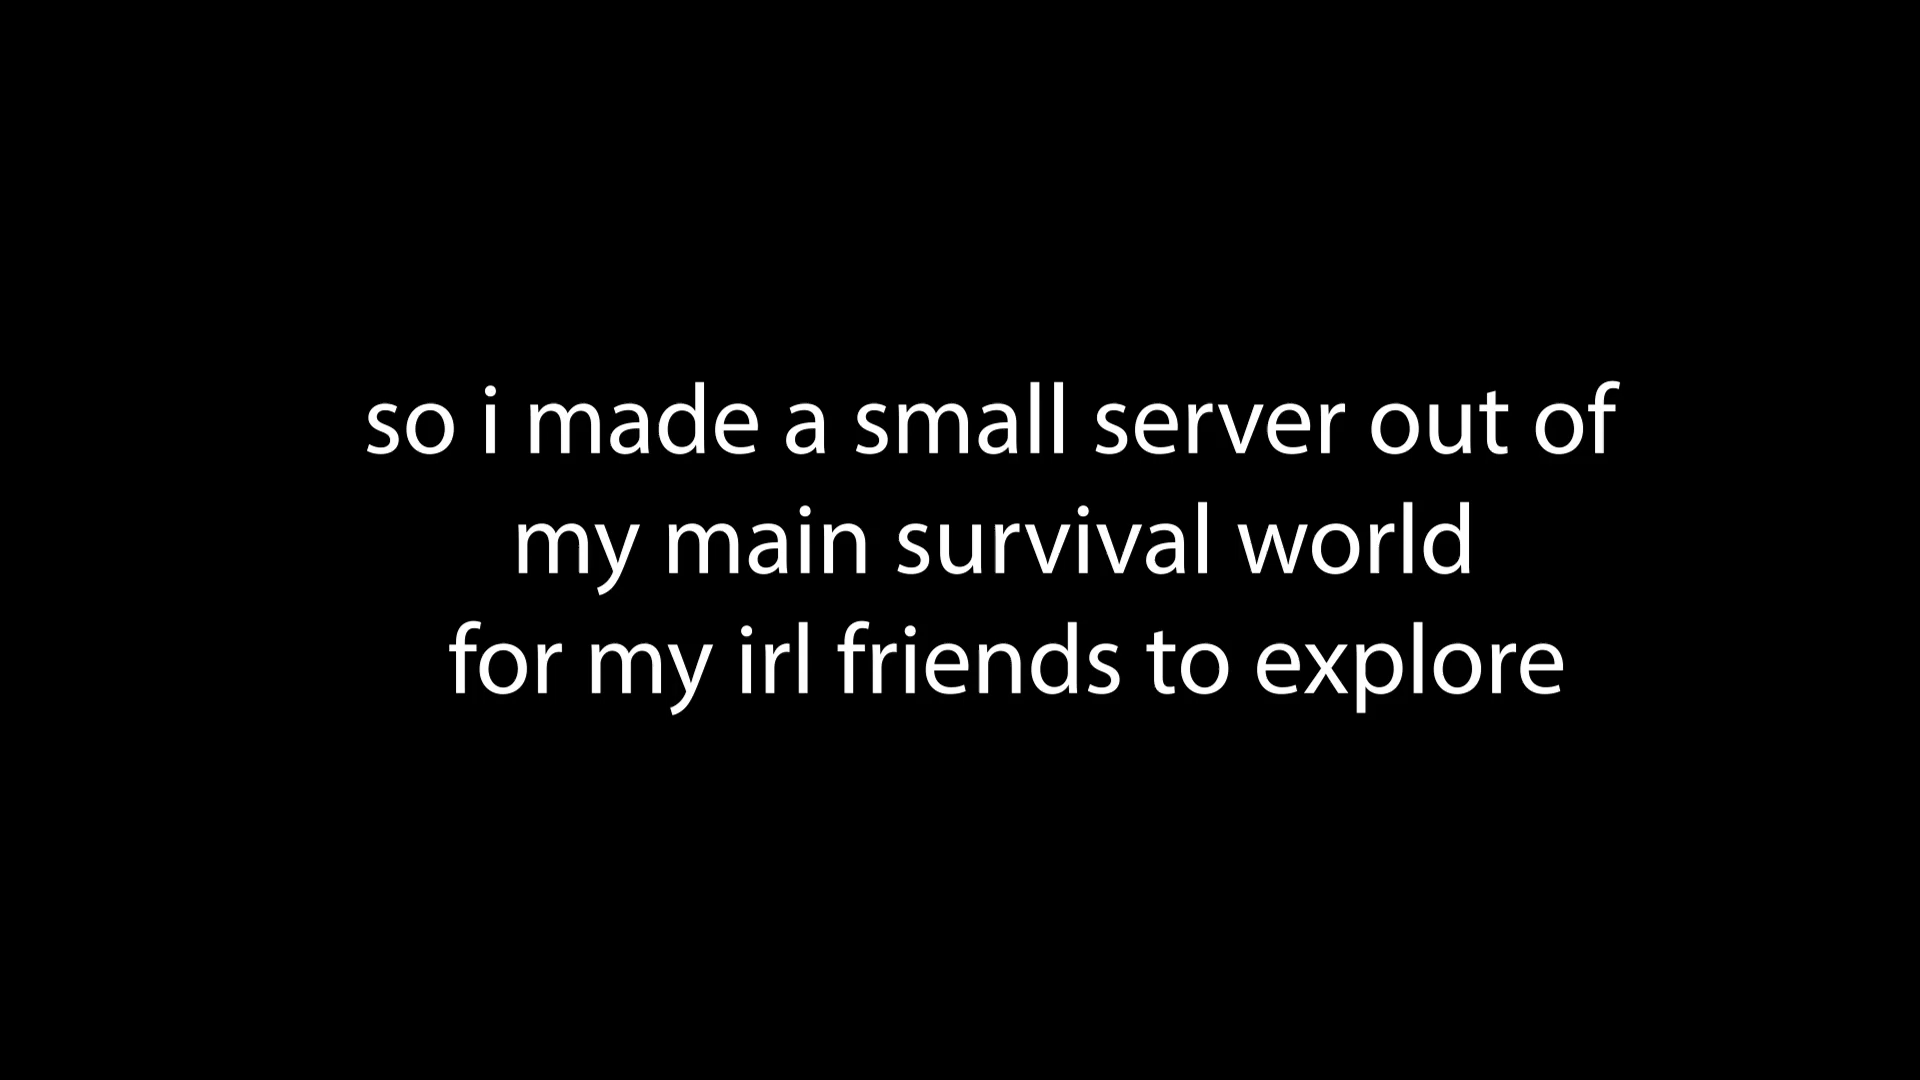 so i made a small server out of
my main survival world
for my irl friends to explore